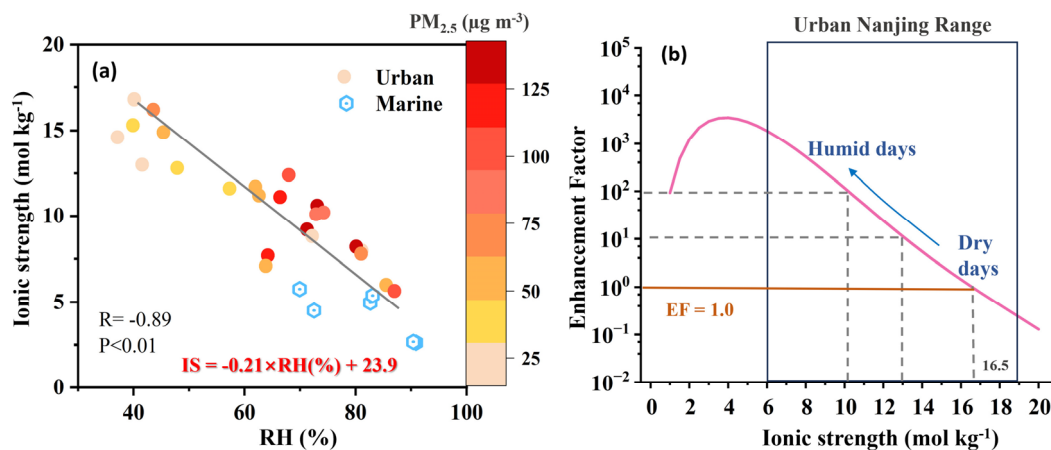 PM2.5 (µg m-3)
(a)
Urban
Marine
Ionic strength (mol kg-1)
20
15
10
5
0
R= -0.89
P<0.01
IS = -0.21×RH(%) + 23.9
40
60
80
100
RH (%)
125
100
75
50
25
Urban Nanjing Range
(b)
Enhancement Factor
10^5
10^4
10^3
10^2
10^1
10^0
10^-1
10^-2
Humid days
Dry
days
EF = 1.0
16.5
0
2
4
6
8
10
12
14
16
18
20
Ionic strength (mol kg-1)